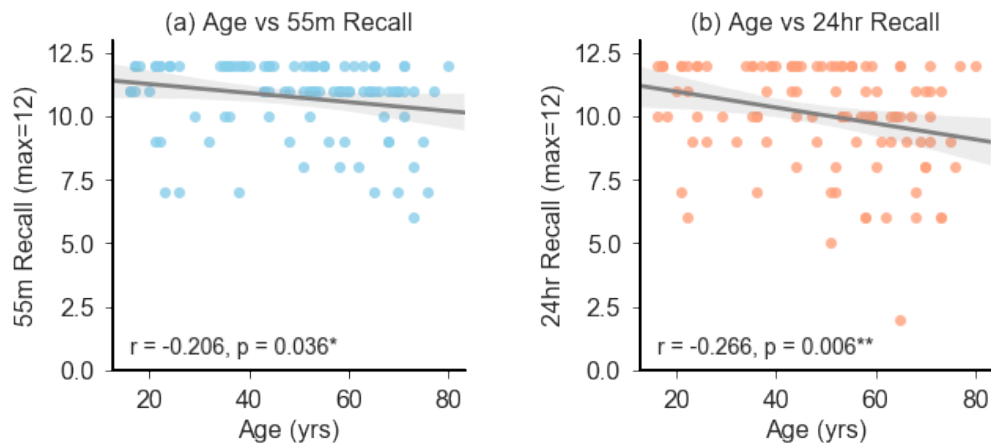 (a) Age vs 55m Recall
55m Recall (max=12)
12.5
10.0
7.5
5.0
2.5
0.0
r = -0.206, p = 0.036*
20 40 60 80
Age (yrs)
(b) Age vs 24hr Recall
24hr Recall (max=12)
12.5
10.0
7.5
5.0
2.5
0.0
r = -0.266, p = 0.006**
20 40 60 80
Age (yrs)